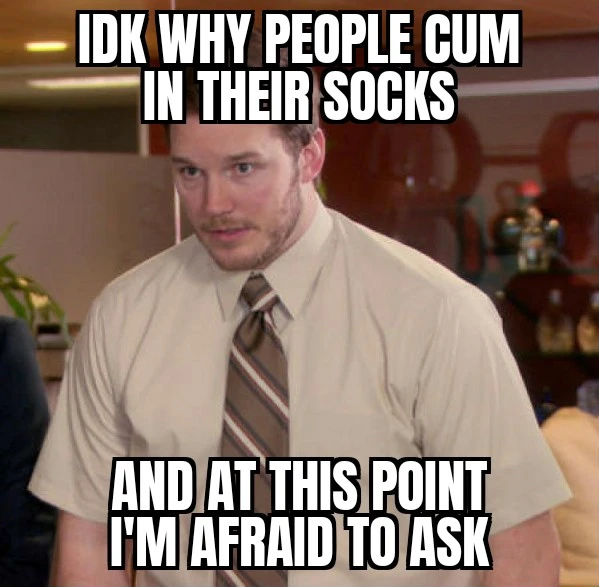 IDK WHY PEOPLE CUM
IN THEIR SOCKS
AND AT THIS POINT
I'M AFRAID TO ASK